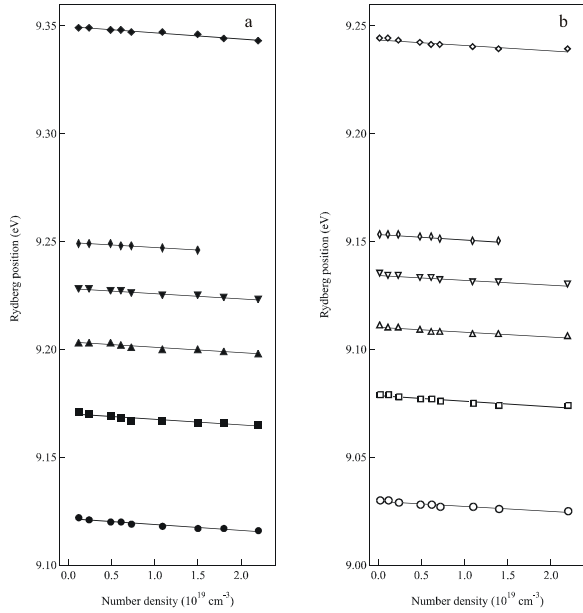 a
9.35
9.30
9.25
9.20
9.15
9.10
Rydberg position (eV)
0.0 0.5 1.0 1.5 2.0
Number density (10¹⁹ cm⁻³)
b
9.20
9.15
9.10
9.05
9.00
Rydberg position (eV)
0.0 0.5 1.0 1.5 2.0
Number density (10¹⁹ cm⁻³)